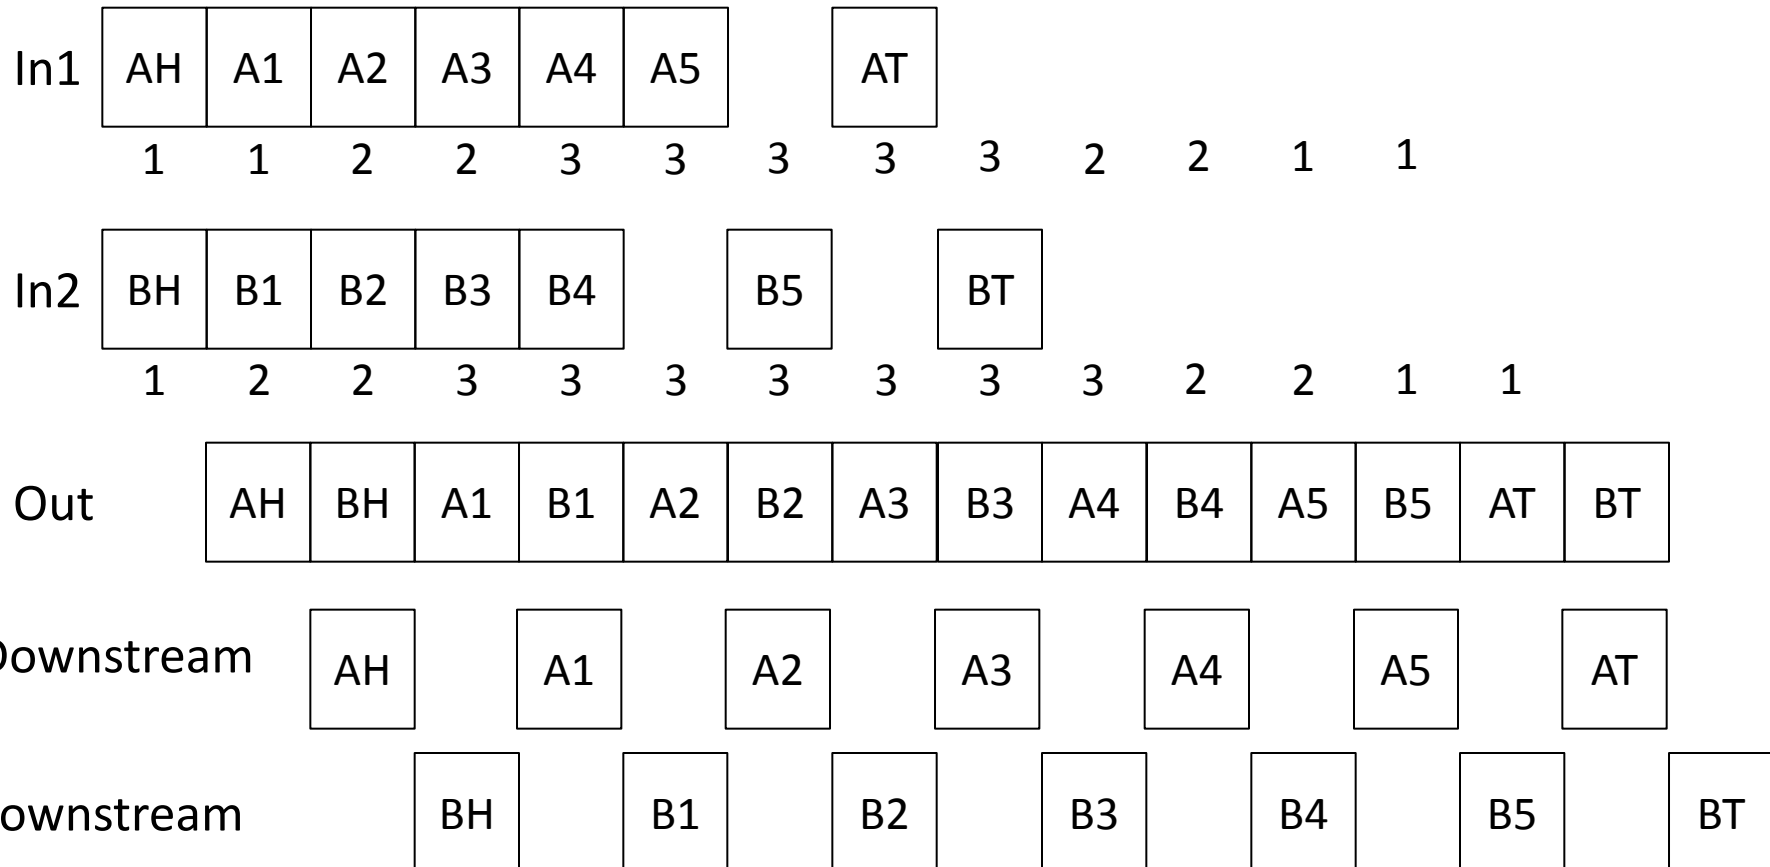 In1 AH A1 A2 A3 A4 A5 AT
1 1 2 2 3 3 3 3 3 2 2 1 1
In2 BH B1 B2 B3 B4 B5 BT
1 2 2 3 3 3 3 3 3 3 2 2 1 1
Out AH BH A1 B1 A2 B2 A3 B3 A4 B4 A5 B5 AT BT
Downstream AH A1 A2 A3 A4 A5 AT
ownstream BH B1 B2 B3 B4 B5 BT